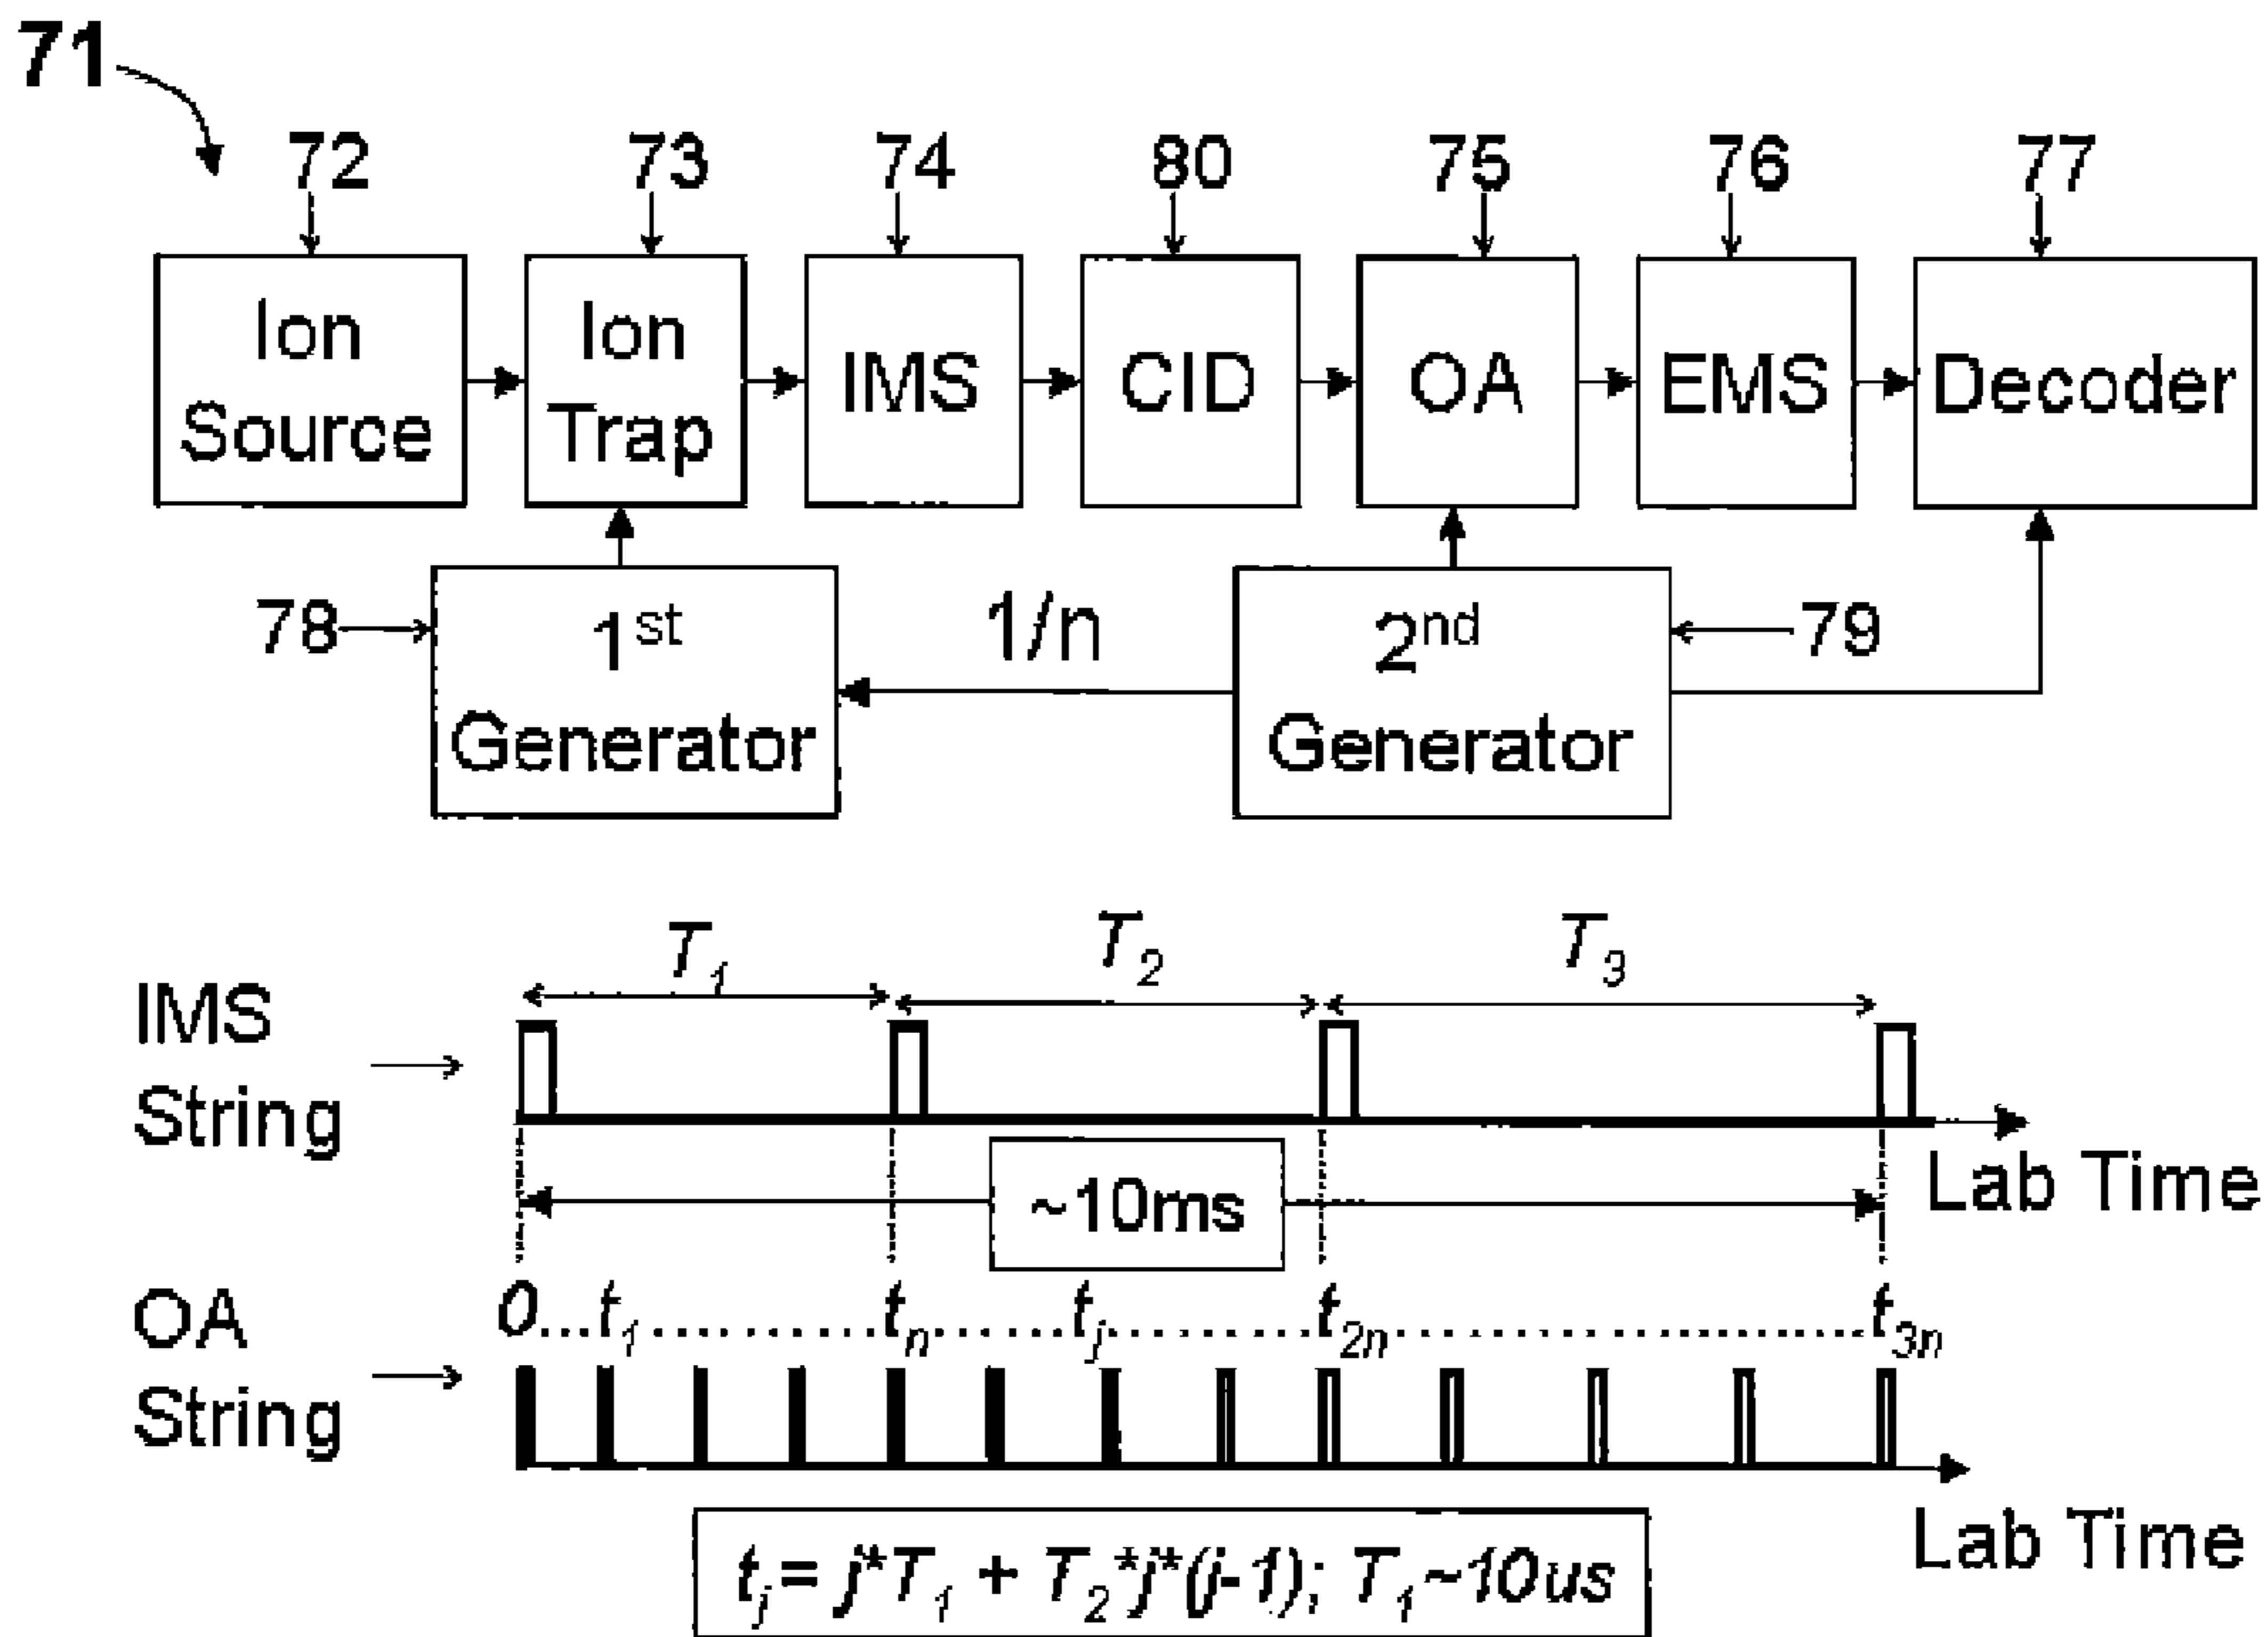 71
72 73 74 80 75 76 77
Ion Source
Ion Trap
IMS
CID
OA
EMS
Decoder
78
1st Generator
1/n
2nd Generator
79
T1 T2 T3
IMS String
Lab Time
~10ms
OA String
0....t1..............tn........tj.............t2n.............................t3n
Lab Time
tj = j*T1 + T2*j*(j-1); T1~10us